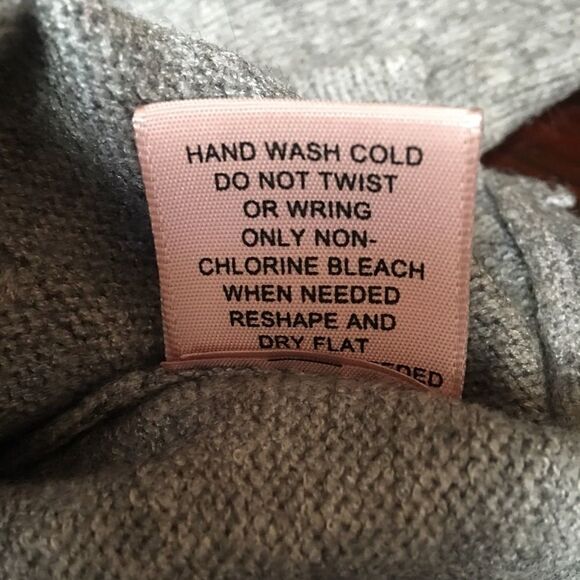 HAND WASH COLD
DO NOT TWIST
OR WRING
ONLY NON-
CHLORINE BLEACH
WHEN NEEDED
RESHAPE AND
DRY FLAT